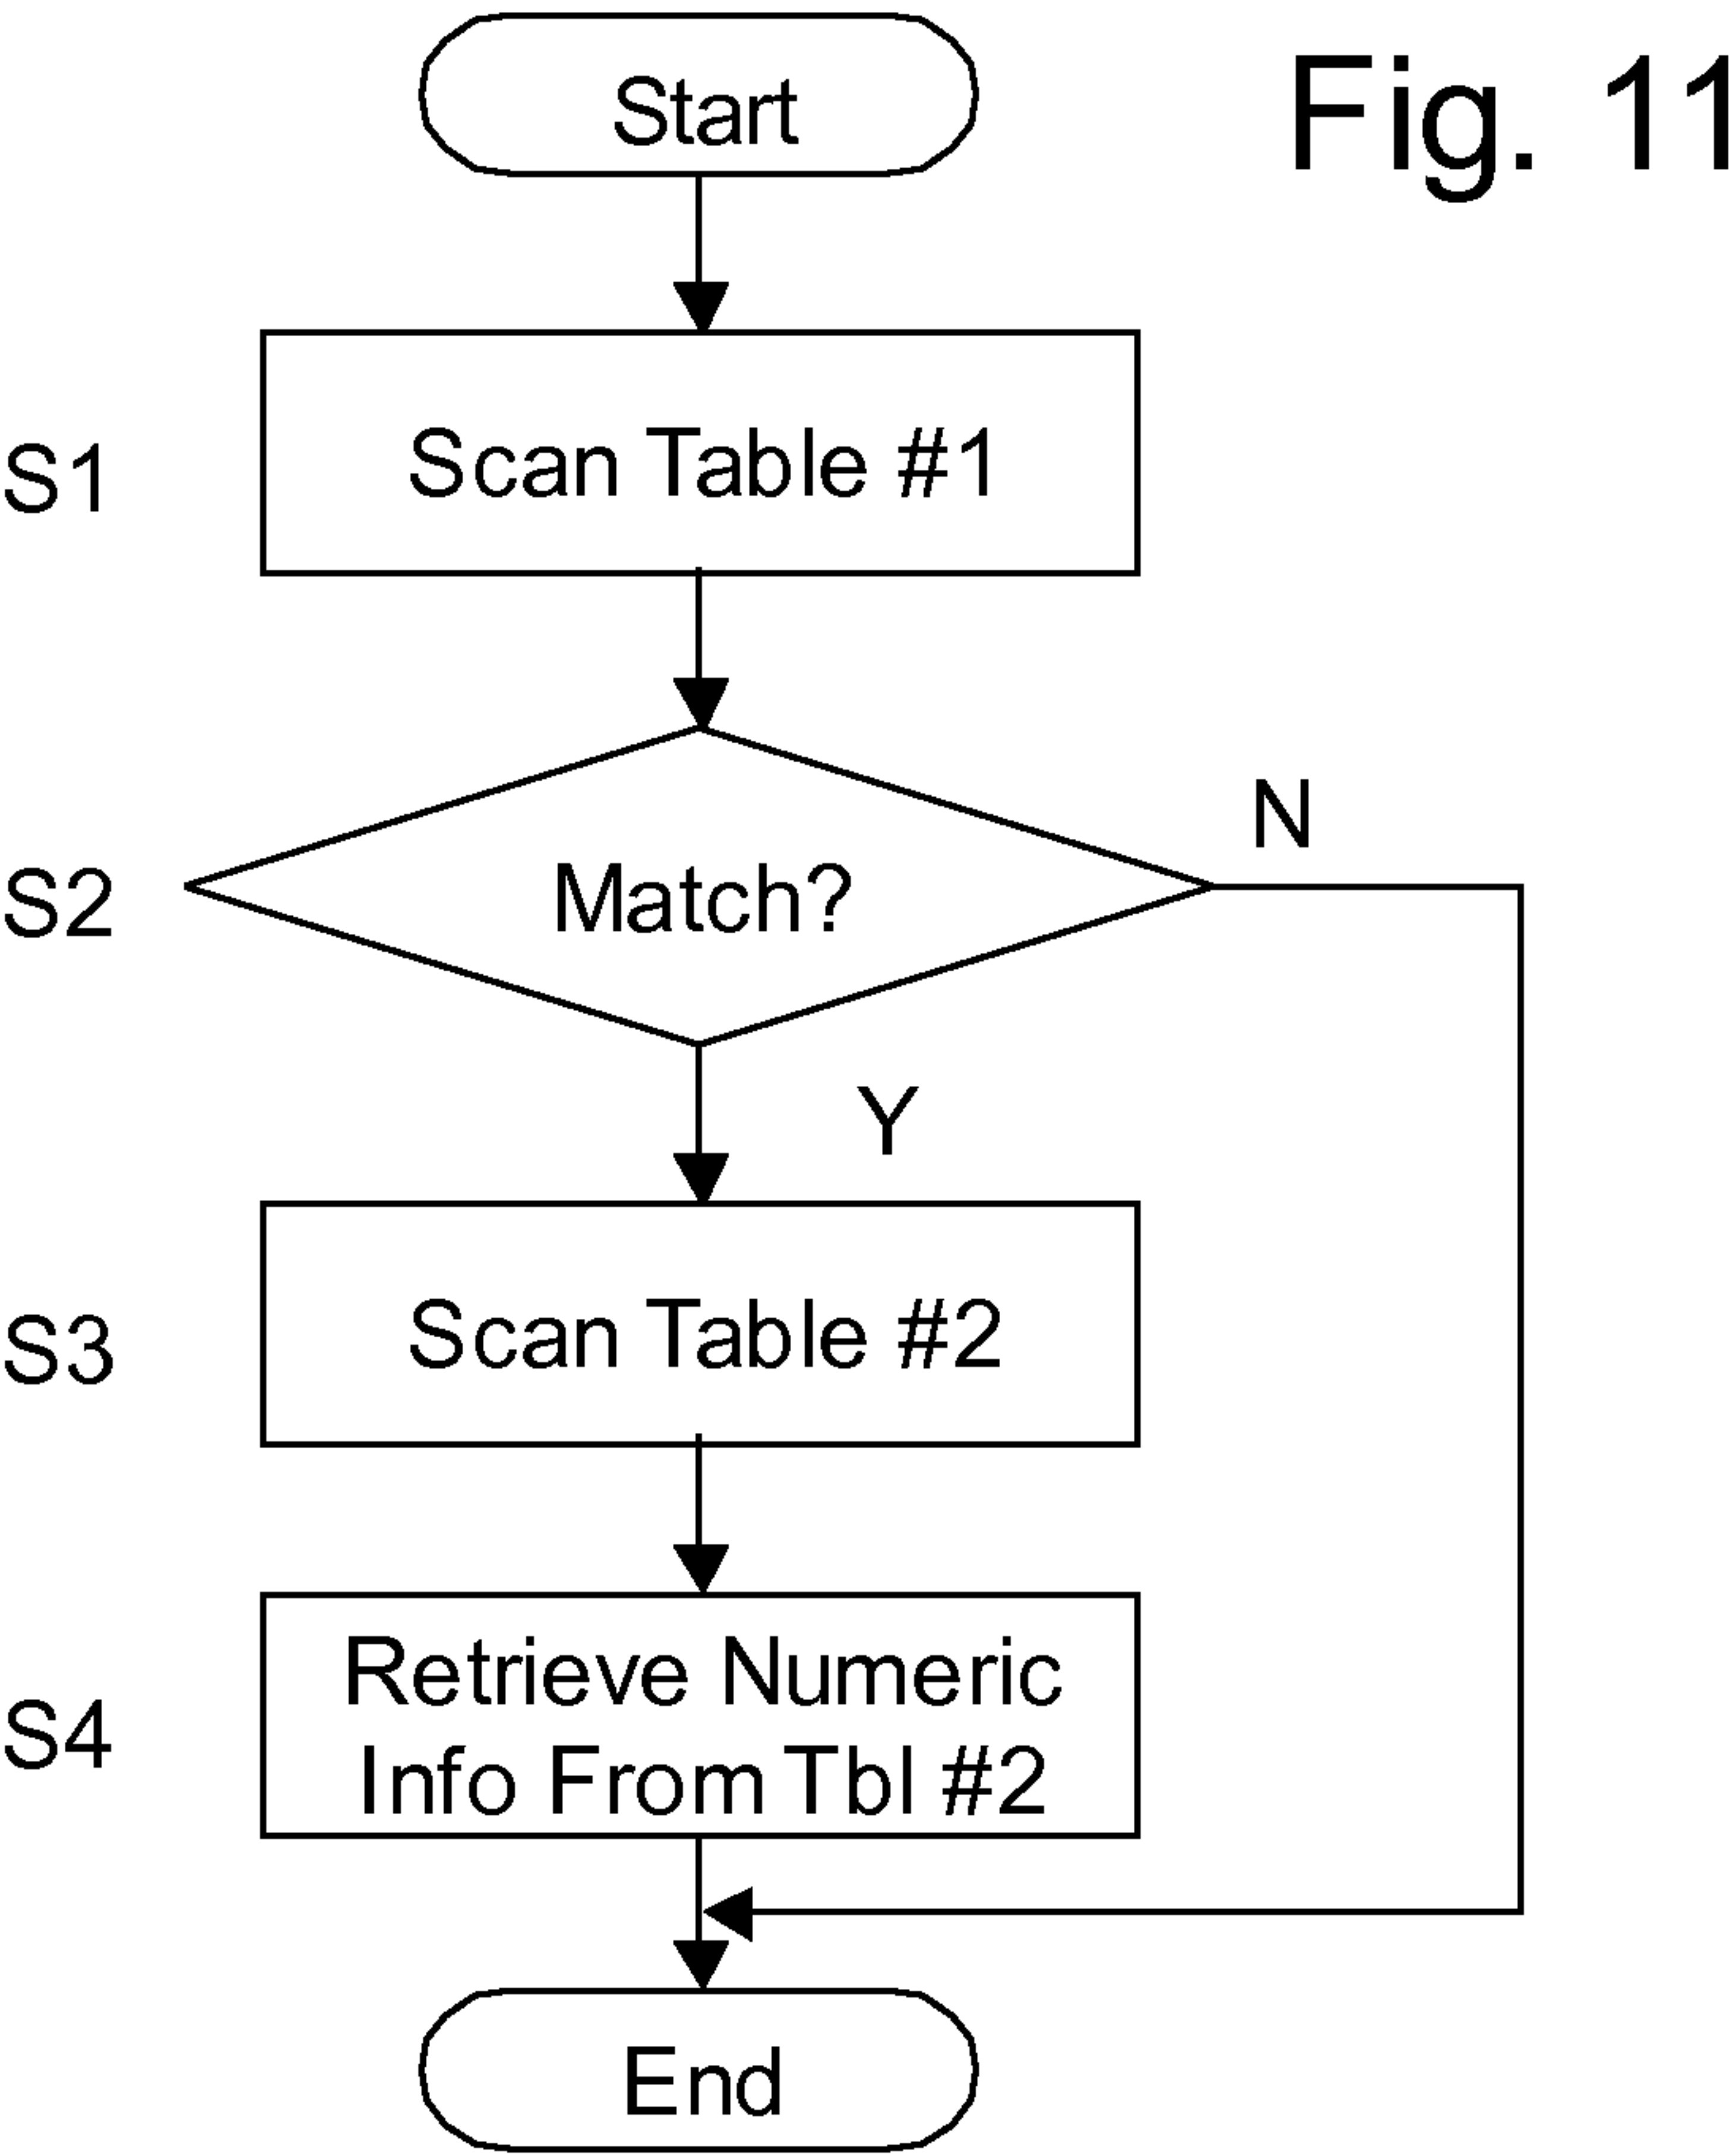 Fig. 11
Start
S1
Scan Table #1
S2
Match?
N
Y
S3
Scan Table #2
S4
Retrieve Numeric
Info From Tbl #2
End